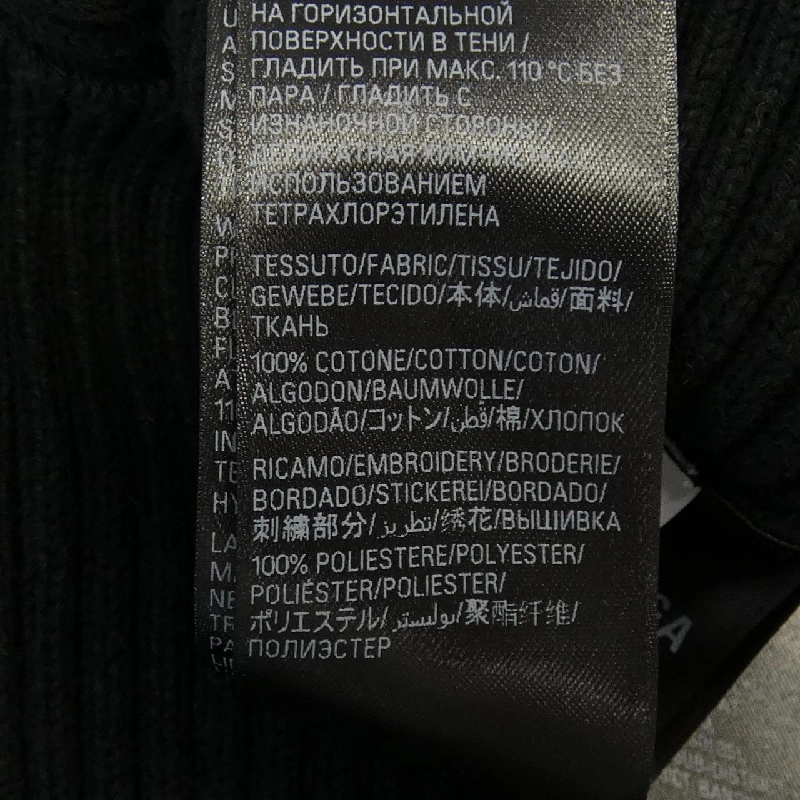 НА ГОРИЗОНТАЛЬНОЙ
ПОВЕРХНОСТИ В ТЕНИ /
ГЛАДИТЬ ПРИ МАКС. 110 °C БЕЗ
ПАРА / ГЛАДИТЬ С
ИЗНАНОЧНОЙ СТОРОНЫ /
ИСПОЛЬЗОВАНИЕМ
ТЕТРАХЛОРЭТИЛЕНА
TESSUTO/FABRIC/TISSU/TEJIDO/
GEWEBE/TECIDO/本体/قماش/面料/
ТКАНЬ
100% COTONE/COTTON/COTON/
ALGODON/BAUMWOLLE/
ALGODÃO/コットン/قطن/棉/ХЛОПОК
RICAMO/EMBROIDERY/BRODERIE/
BORDADO/STICKEREI/BORDADO/
刺繍部分/تطريز/绣花/ВЫШИВКА
100% POLIESTERE/POLYESTER/
POLIÉSTER/POLIESTER/
ポリエステル/بوليستر/聚酯纤维/
ПОЛИЭСТЕР